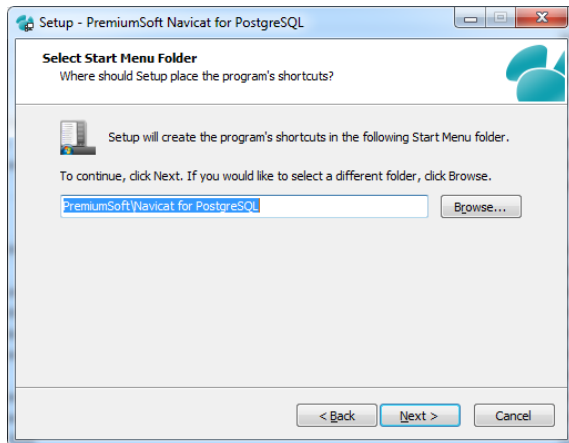 Setup - PremiumSoft Navicat for PostgreSQL
Select Start Menu Folder
Where should Setup place the program's shortcuts?
Setup will create the program's shortcuts in the following Start Menu folder.
To continue, click Next. If you would like to select a different folder, click Browse.
PremiumSoft\Navicat for PostgreSQL
Browse...
< Back
Next >
Cancel